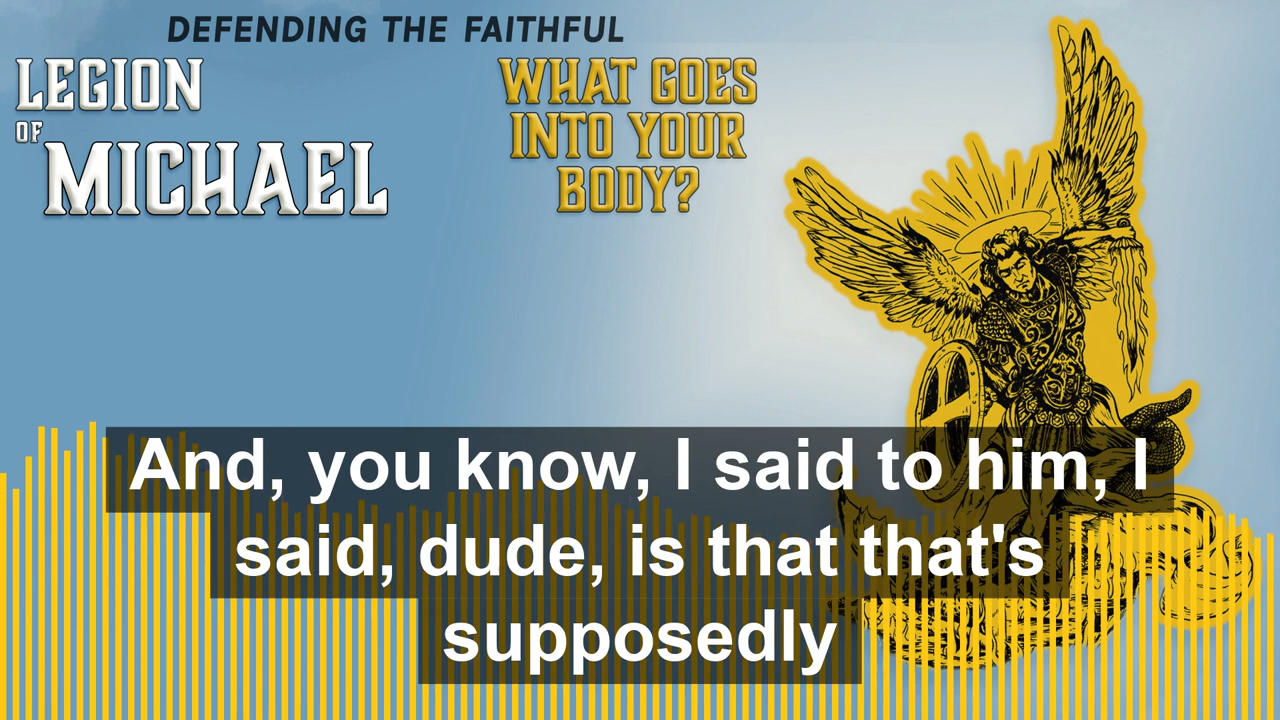 DEFENDING THE FAITHFUL
LEGION
OF
MICHAEL
WHAT GOES
INTO YOUR
BODY?
And, you know, I said to him, I
said, dude, is that that's
supposedly